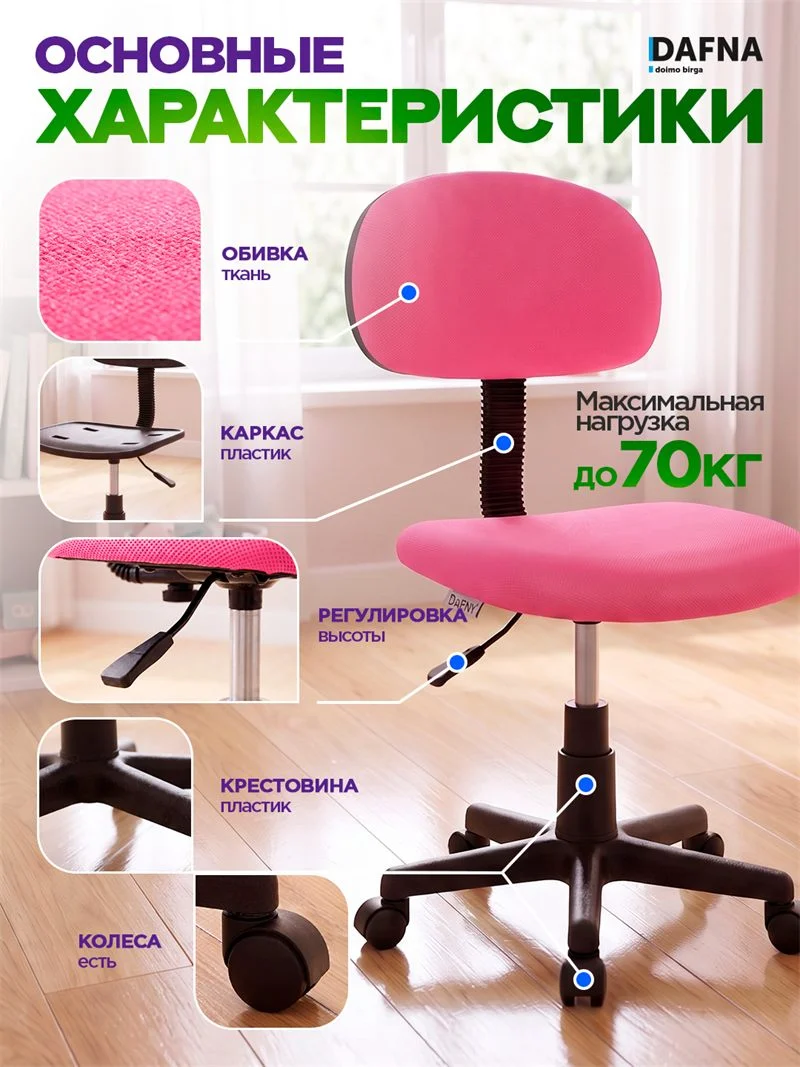 ОСНОВНЫЕ
ХАРАКТЕРИСТИКИ
DAFNA
doimo birga
ОБИВКА
ткань
КАРКАС
пластик
Максимальная
нагрузка
до 70кг
DAFNY
РЕГУЛИРОВКА
высоты
КРЕСТОВИНА
пластик
КОЛЕСА
есть